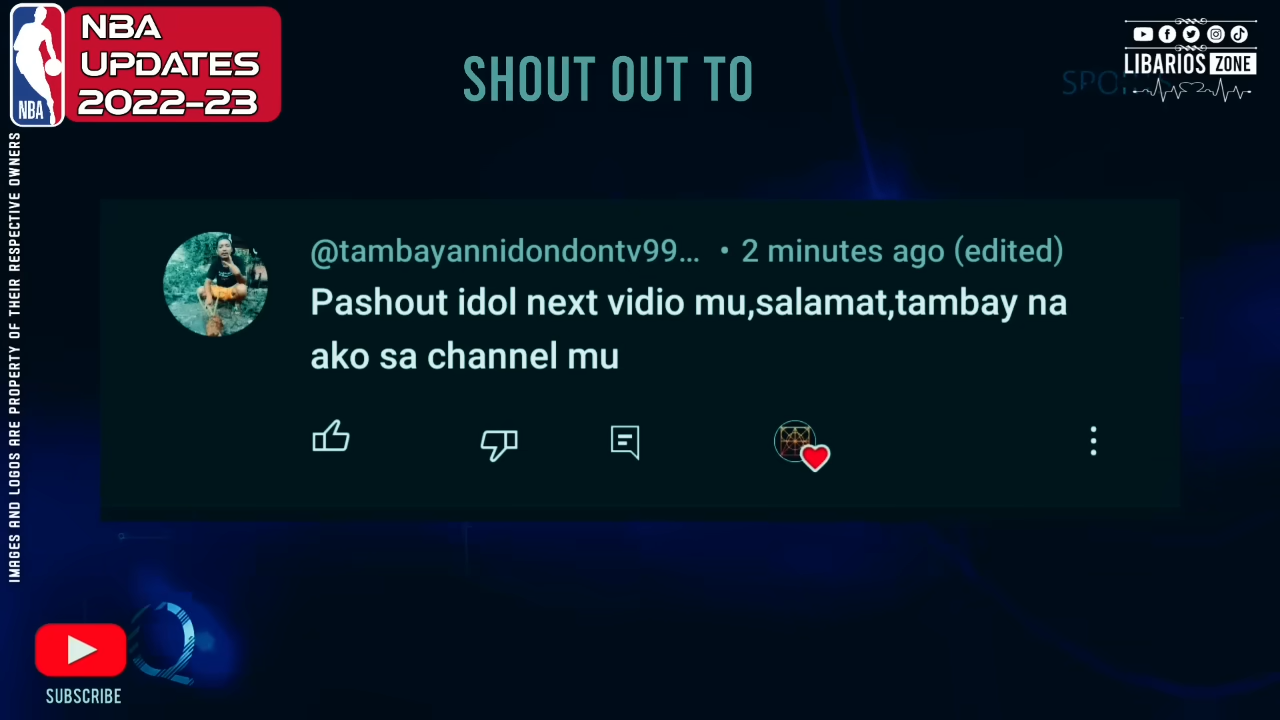 NBA
UPDATES
2022-23
NBA
SHOUT OUT TO
LIBARIOS ZONE
IMAGES AND LOGOS ARE PROPERTY OF THEIR RESPECTIVE OWNERS
@tambayannidondontv99... • 2 minutes ago (edited)
Pashout idol next vidio mu,salamat,tambay na
ako sa channel mu
Q
SUBSCRIBE